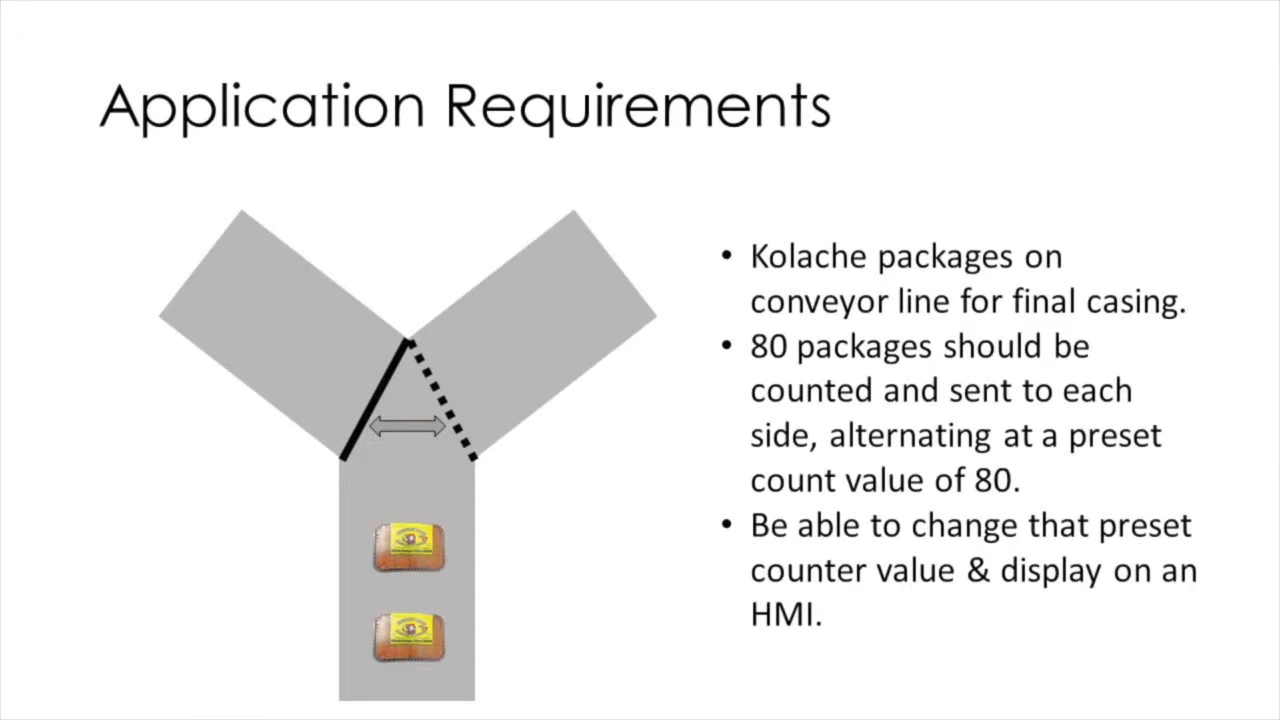 Application Requirements
• Kolache packages on
conveyor line for final casing.
• 80 packages should be
counted and sent to each
side, alternating at a preset
count value of 80.
• Be able to change that preset
counter value & display on an
HMI.